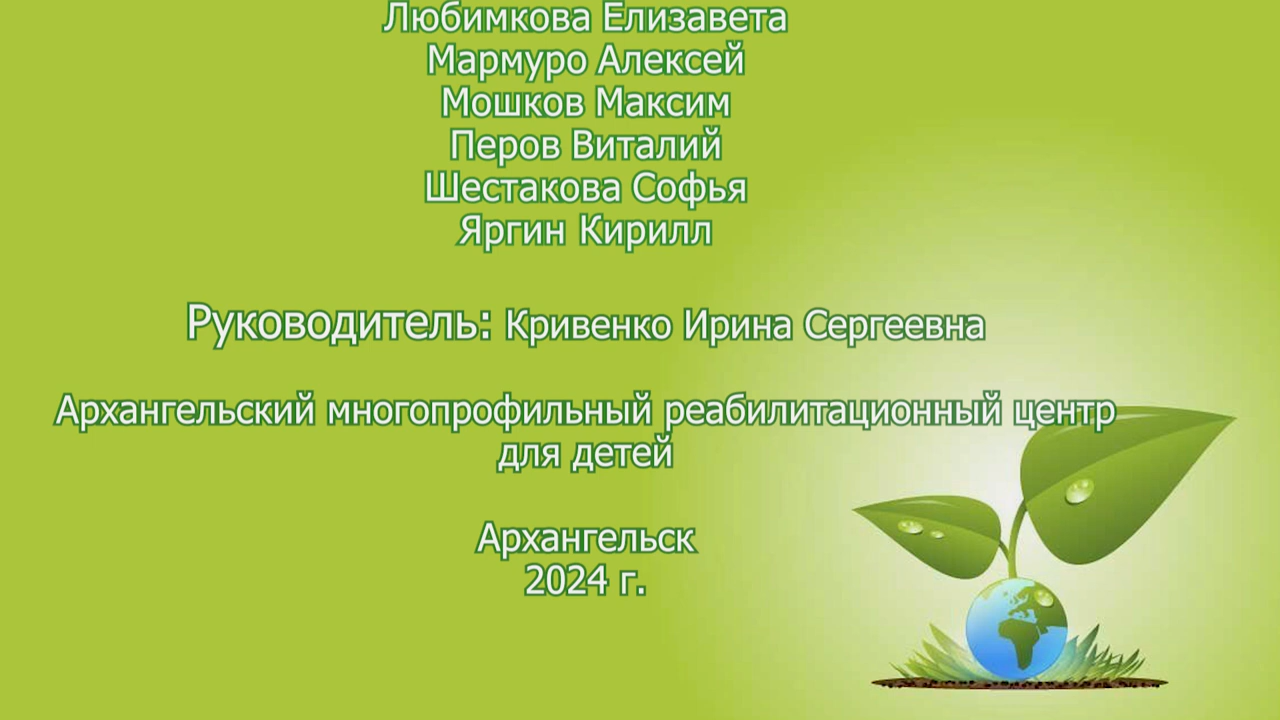 Любимкова Елизавета
Мармуро Алексей
Мошков Максим
Перов Виталий
Шестакова Софья
Яргин Кирилл
Руководитель: Кривенко Ирина Сергеевна
Архангельский многопрофильный реабилитационный центр
для детей
Архангельск
2024 г.